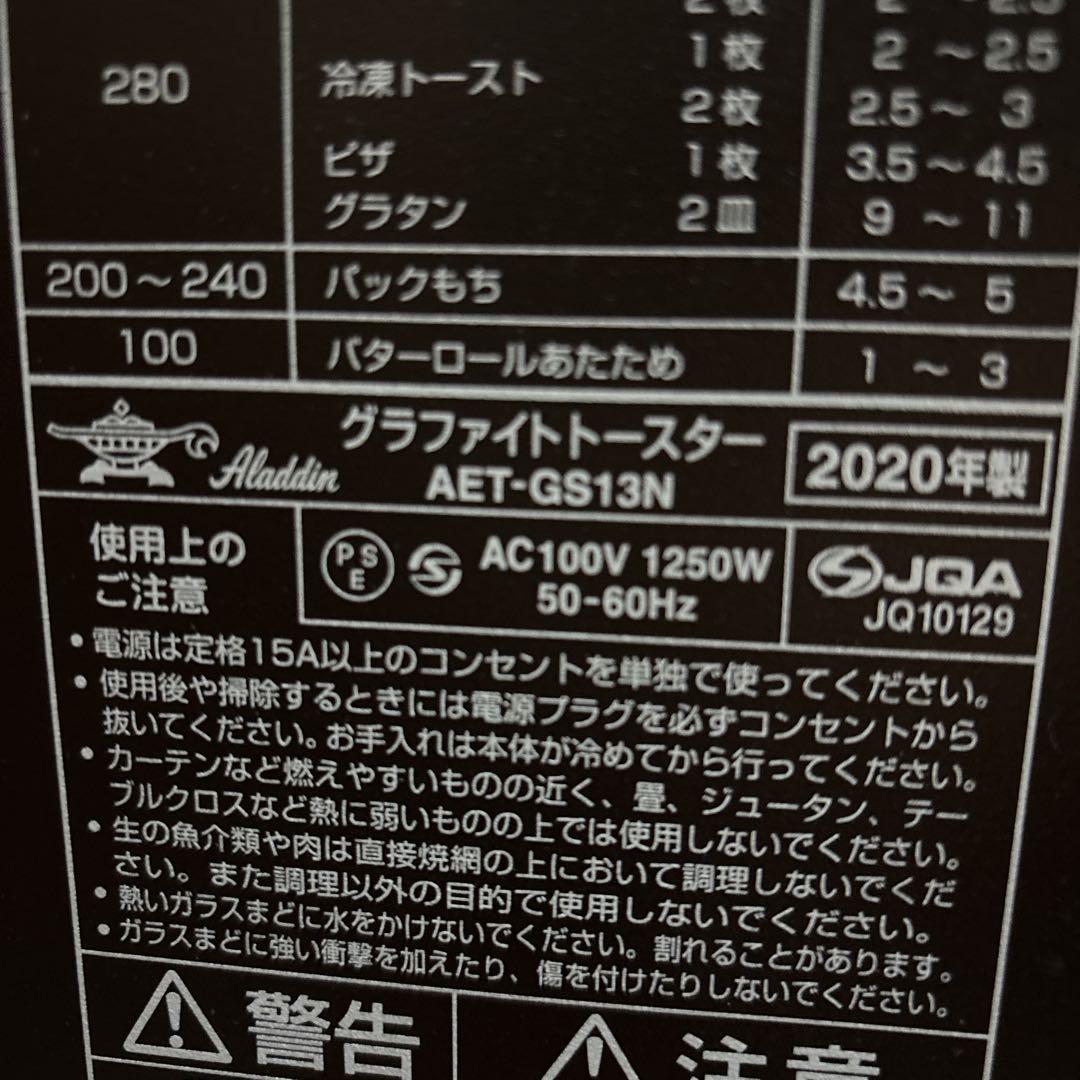 2枚 2 ～ 2.5
1枚 2 ～ 2.5
280 冷凍トースト
2枚 2.5～ 3
ピザ 1枚 3.5～4.5
グラタン 2皿 9 ～ 11
200～240 パックもち 4.5～ 5
100 バターロールあたため 1 ～ 3
Aladdin グラファイトトースター
AET-GS13N 2020年製
使用上の
ご注意
PSE AC100V 1250W
50-60Hz
JQA
JQ10129
・電源は定格15A以上のコンセントを単独で使ってください。
・使用後や掃除するときには電源プラグを必ずコンセントから
抜いてください。お手入れは本体が冷めてから行ってください。
・カーテンなど燃えやすいものの近く、畳、ジュータン、テー
ブルクロスなど熱に弱いものの上では使用しないでください。
・生の魚介類や肉は直接焼網の上において調理しないでくだ
さい。また調理以外の目的で使用しないでください。
・熱いガラスまどに水をかけないでください。割れることがあります。
・ガラスまどに強い衝撃を加えたり、傷を付けたりしないでください。
警告
注意